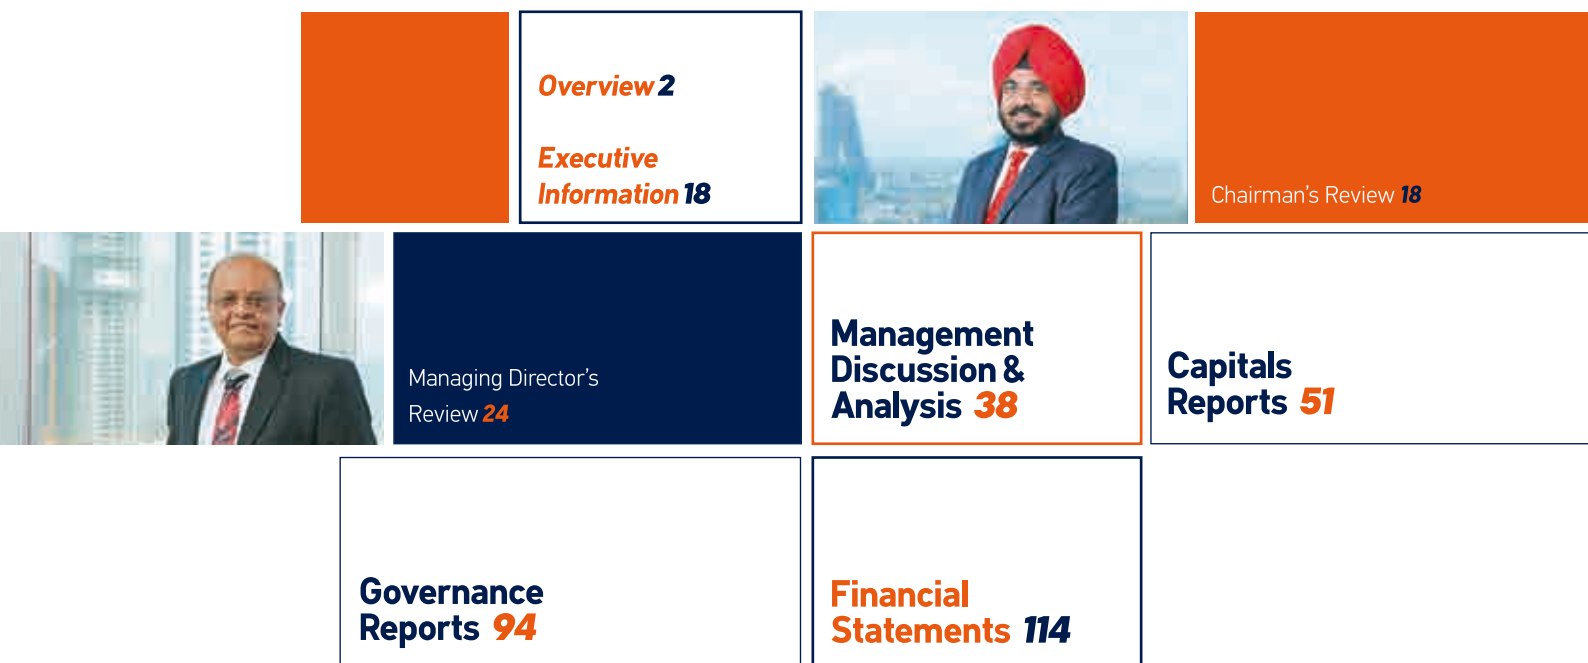 Overview 2
Executive
Information 18
Chairman's Review 18
Managing Director's
Review 24
Management
Discussion &
Analysis 38
Capitals
Reports 51
Governance
Reports 94
Financial
Statements 114